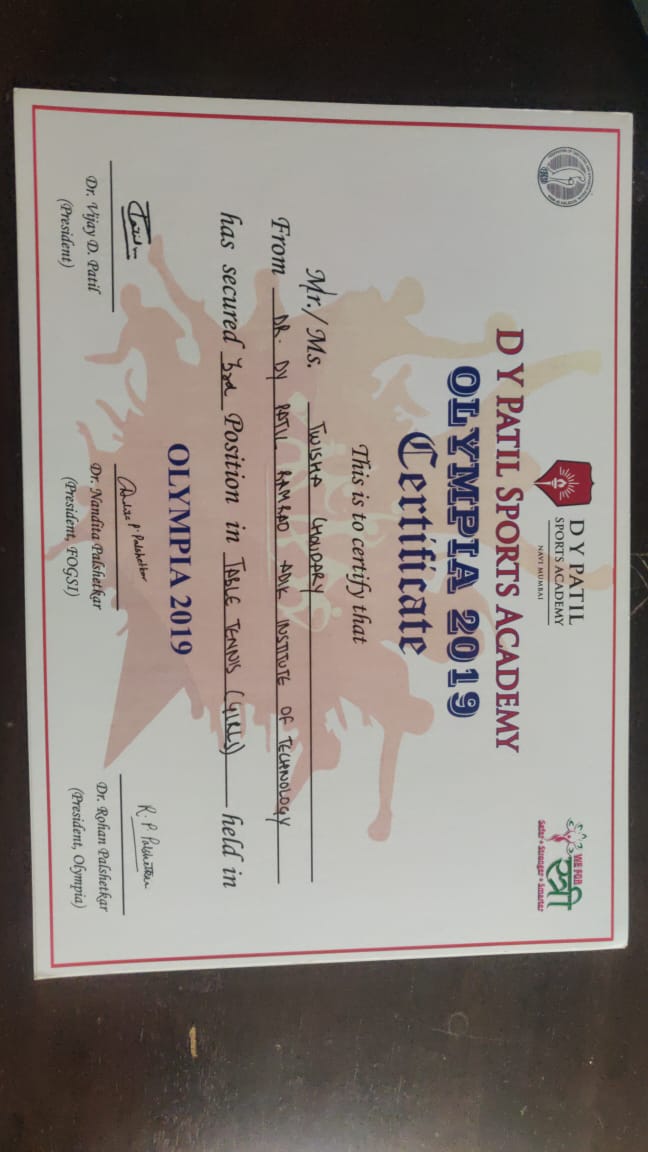 D Y PATIL
SPORTS ACADEMY
NAVI MUMBAI
WE FOR
स्त्री
Safer • Stronger • Smarter
D Y PATIL SPORTS ACADEMY
OLYMPIA 2019
Certificate
This is to certify that
Mr./Ms. TWISHA CHOUDARY
From DR. DY PATIL RAMRAO ADIK INSTITUTE OF TECHNOLOGY
has secured 3rd Position in TABLE TENNIS (GIRLS) held in
OLYMPIA 2019
R. P. Palshetkar
Dr. Vijay D. Patil
(President)
Dr. Nandita Palshetkar
(President, FOGSI)
Dr. Rohan Palshetkar
(President, Olympia)